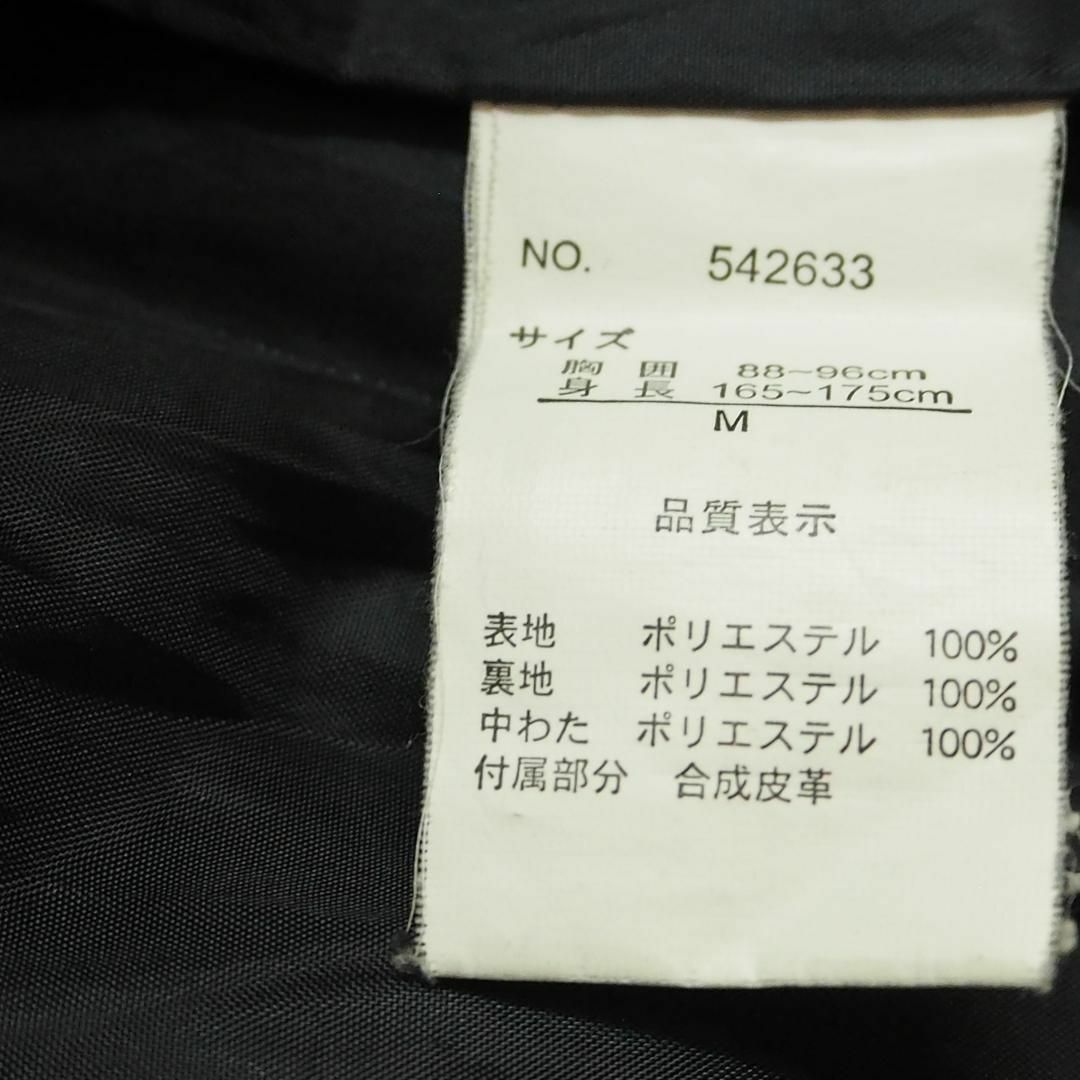 NO. 542633
サイズ
胸囲 88~96cm
身長 165~175cm
M
品質表示
表地 ポリエステル 100%
裏地 ポリエステル 100%
中わた ポリエステル 100%
付属部分 合成皮革